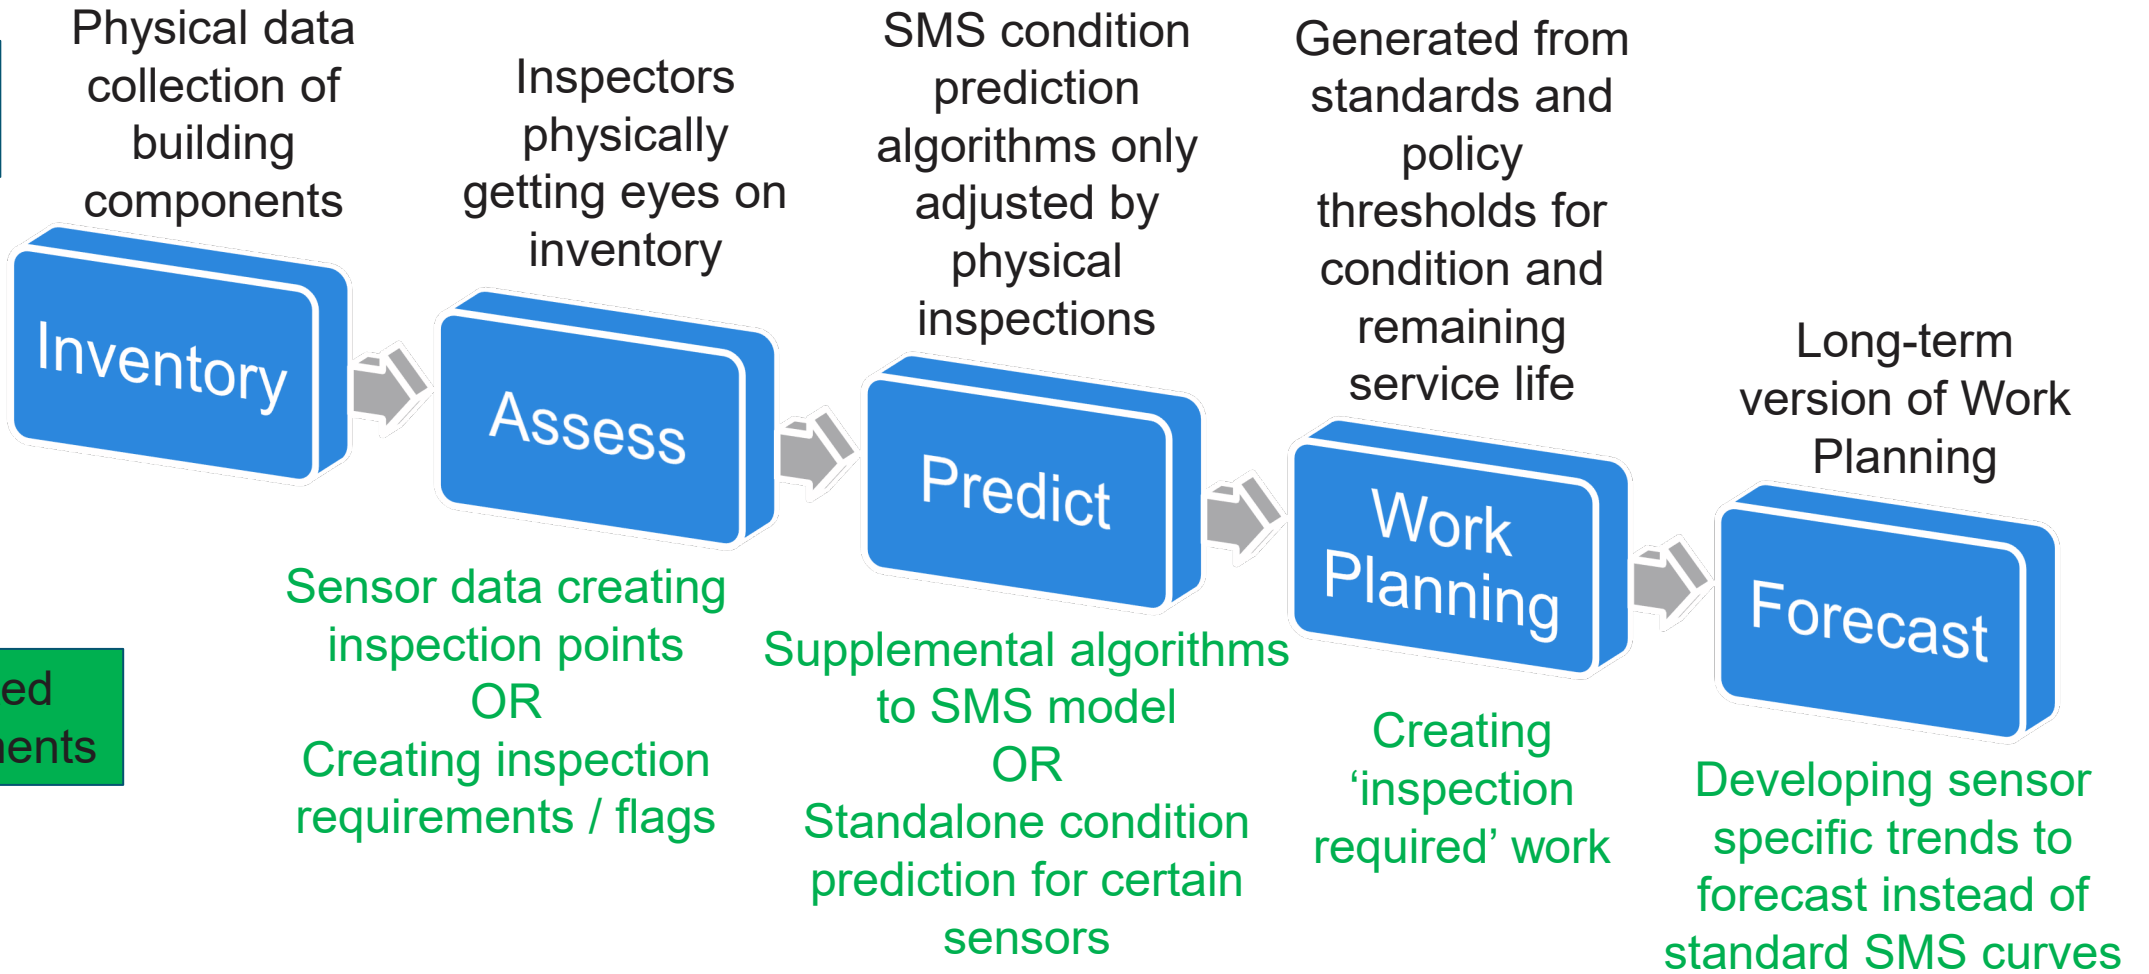 Physical data
collection of
building
components
Inspectors
physically
getting eyes on
inventory
SMS condition
prediction
algorithms only
adjusted by
physical
inspections
Generated from
standards and
policy
thresholds for
condition and
remaining
service life
Long-term
version of Work
Planning
Inventory
Assess
Predict
Work
Planning
Forecast
ed
ments
Sensor data creating
inspection points
OR
Creating inspection
requirements / flags
Supplemental algorithms
to SMS model
OR
Standalone condition
prediction for certain
sensors
Creating
‘inspection
required’ work
Developing sensor
specific trends to
forecast instead of
standard SMS curves